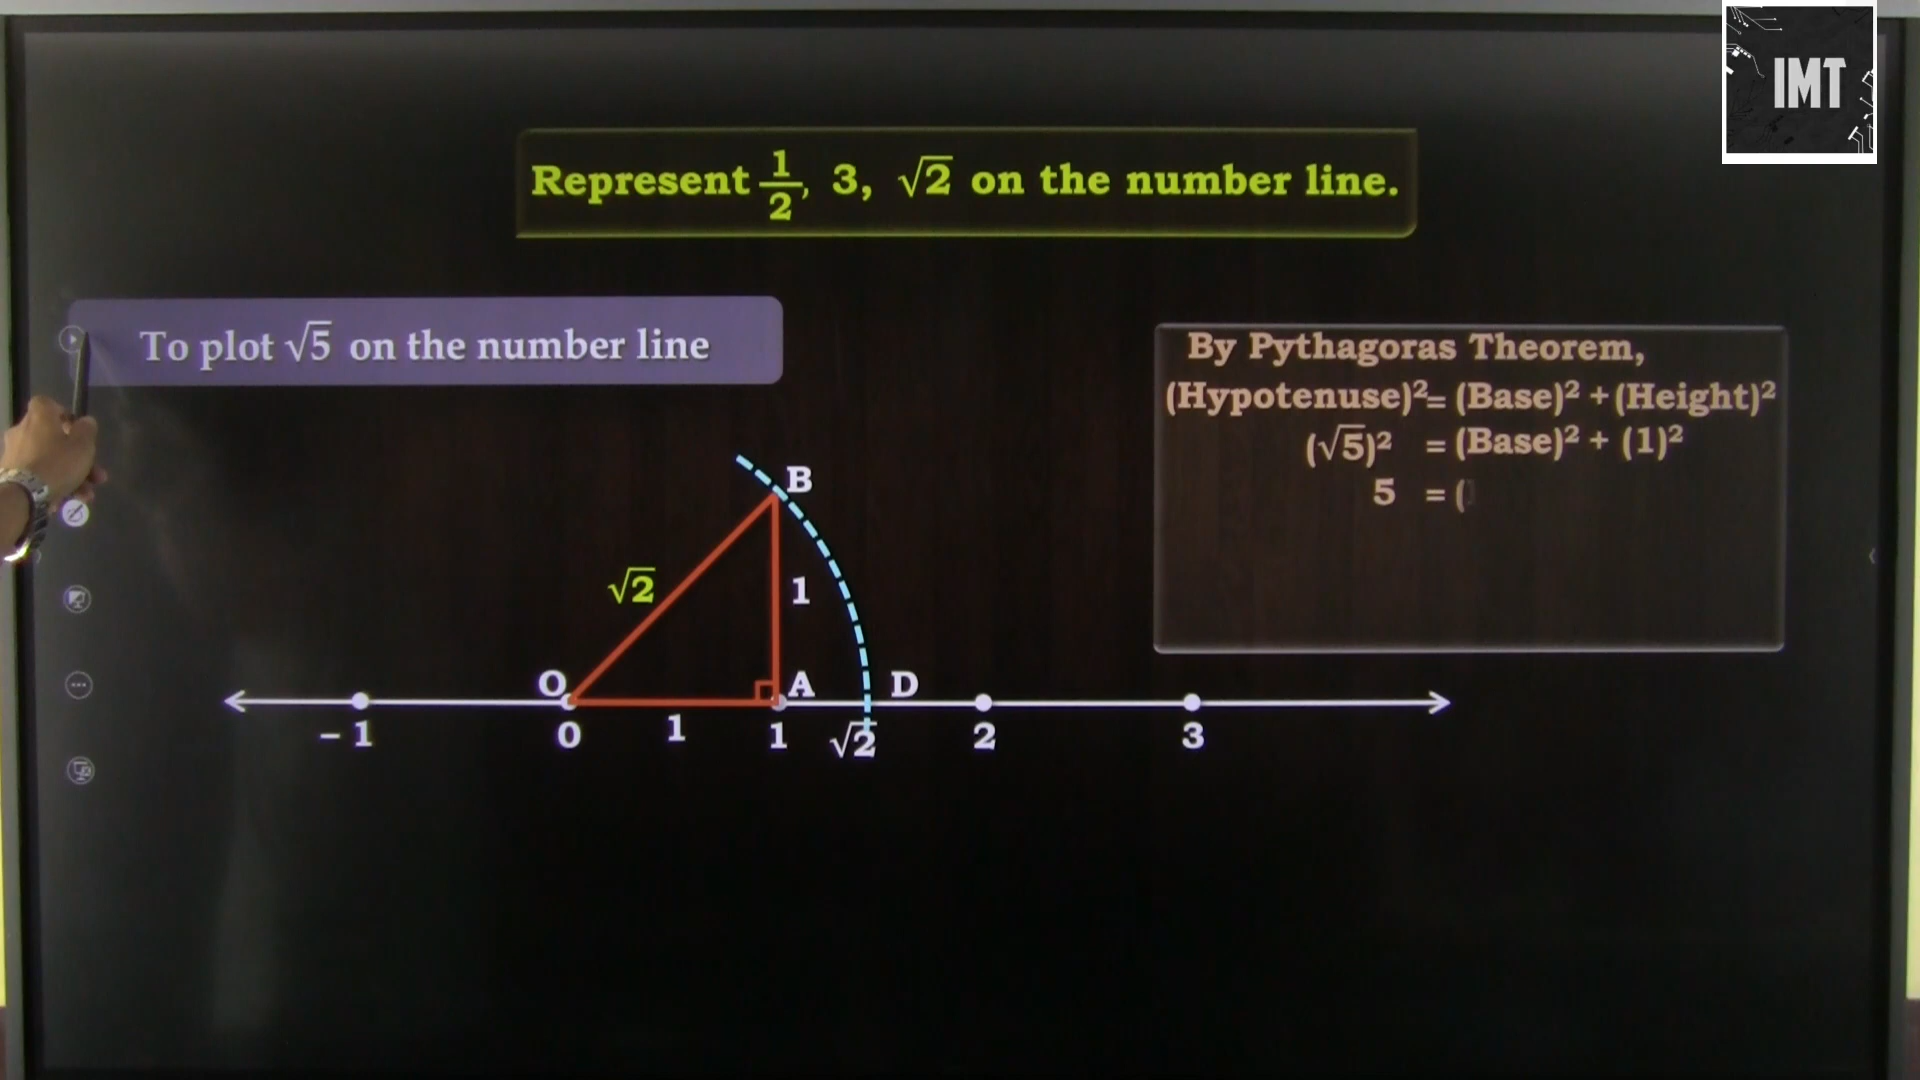 IMT
Represent 1/2, 3, √2 on the number line.
To plot √5 on the number line
By Pythagoras Theorem,
(Hypotenuse)² = (Base)² + (Height)²
(√5)² = (Base)² + (1)²
5 = (
B
√2
1
O
A
D
– 1
0
1
1
√2
2
3